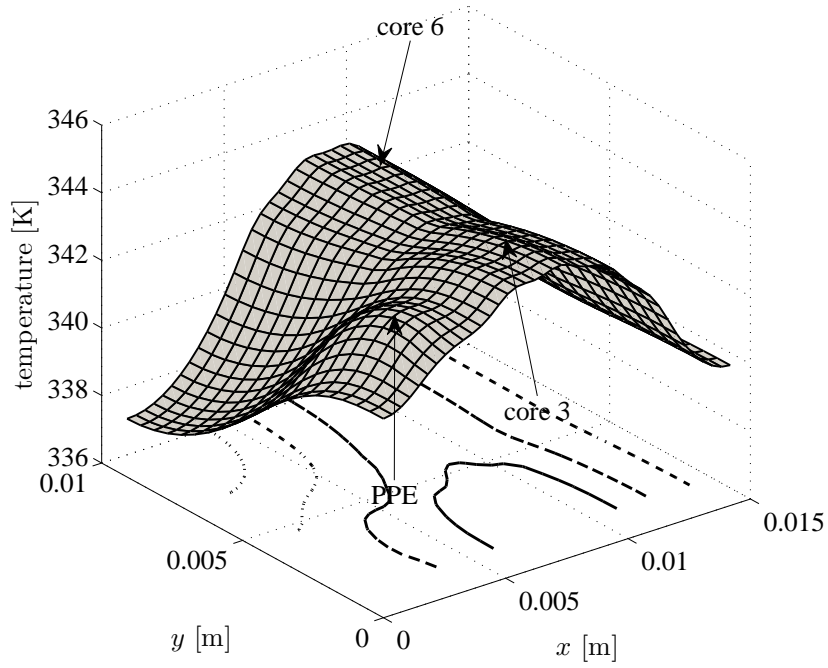 core 6
346
344
342
340
338
336
temperature [K]
core 3
PPE
0.01
0.005
0
y [m]
0
0.005
0.01
0.015
x [m]